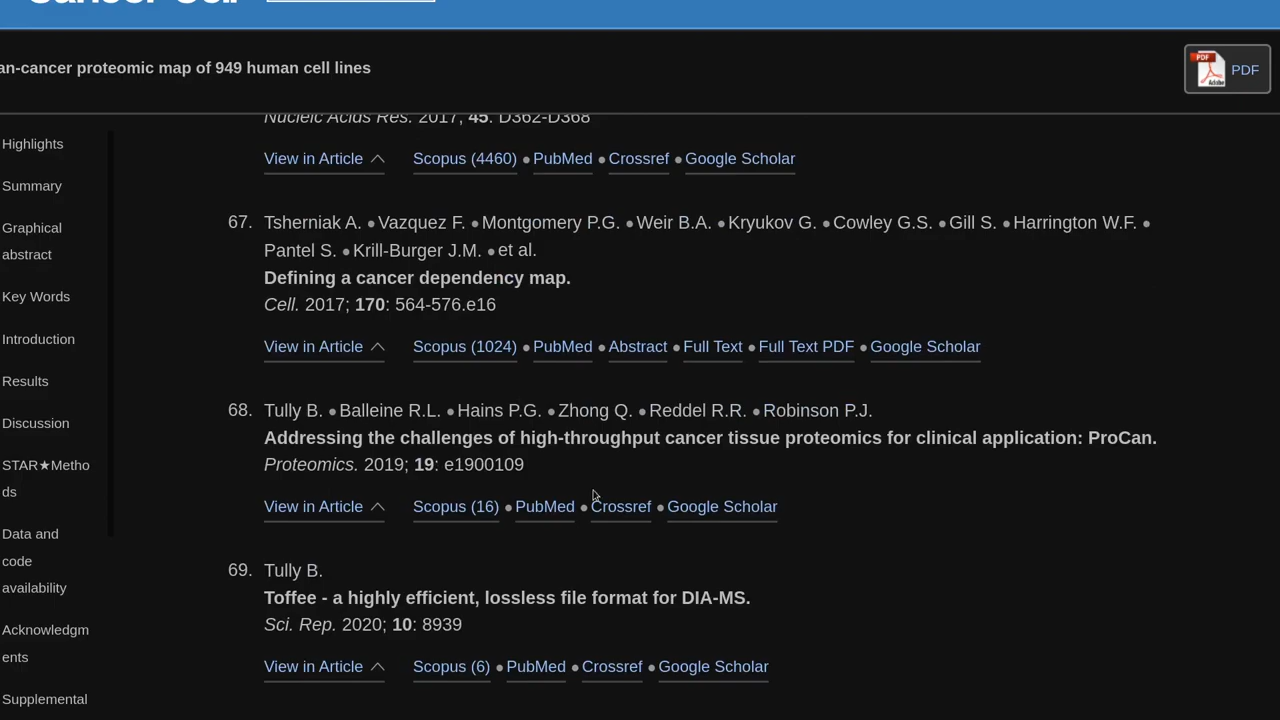 Cancer Cell
an-cancer proteomic map of 949 human cell lines
PDF
PDF
Adobe
Highlights
Summary
Graphical
abstract
Key Words
Introduction
Results
Discussion
STAR★Metho
ds
Data and
code
availability
Acknowledgm
ents
Supplemental
Nucleic Acids Res. 2017; 45: D362-D368
View in Article Scopus (4460) • PubMed • Crossref • Google Scholar
67. Tsherniak A. • Vazquez F. • Montgomery P.G. • Weir B.A. • Kryukov G. • Cowley G.S. • Gill S. • Harrington W.F. •
Pantel S. • Krill-Burger J.M. • et al.
Defining a cancer dependency map.
Cell. 2017; 170: 564-576.e16
View in Article Scopus (1024) • PubMed • Abstract • Full Text • Full Text PDF • Google Scholar
68. Tully B. • Balleine R.L. • Hains P.G. • Zhong Q. • Reddel R.R. • Robinson P.J.
Addressing the challenges of high-throughput cancer tissue proteomics for clinical application: ProCan.
Proteomics. 2019; 19: e1900109
View in Article Scopus (16) • PubMed • Crossref • Google Scholar
69. Tully B.
Toffee - a highly efficient, lossless file format for DIA-MS.
Sci. Rep. 2020; 10: 8939
View in Article Scopus (6) • PubMed • Crossref • Google Scholar